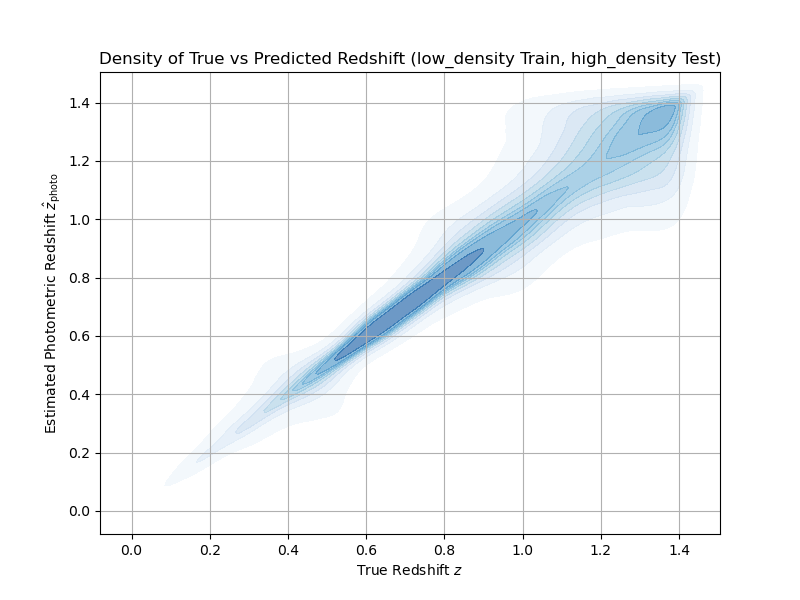 Density of True vs Predicted Redshift (low_density Train, high_density Test)
Estimated Photometric Redshift ẑ_photo
1.4
1.2
1.0
0.8
0.6
0.4
0.2
0.0
0.0 0.2 0.4 0.6 0.8 1.0 1.2 1.4
True Redshift z